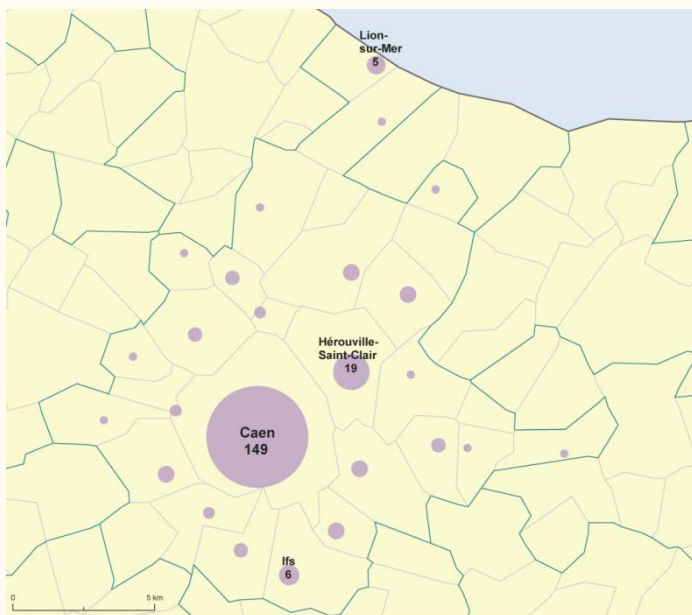 Lion-
sur-Mer
5
Hérouville-
Saint-Clair
19
Caen
149
Ifs
6
0 5 km